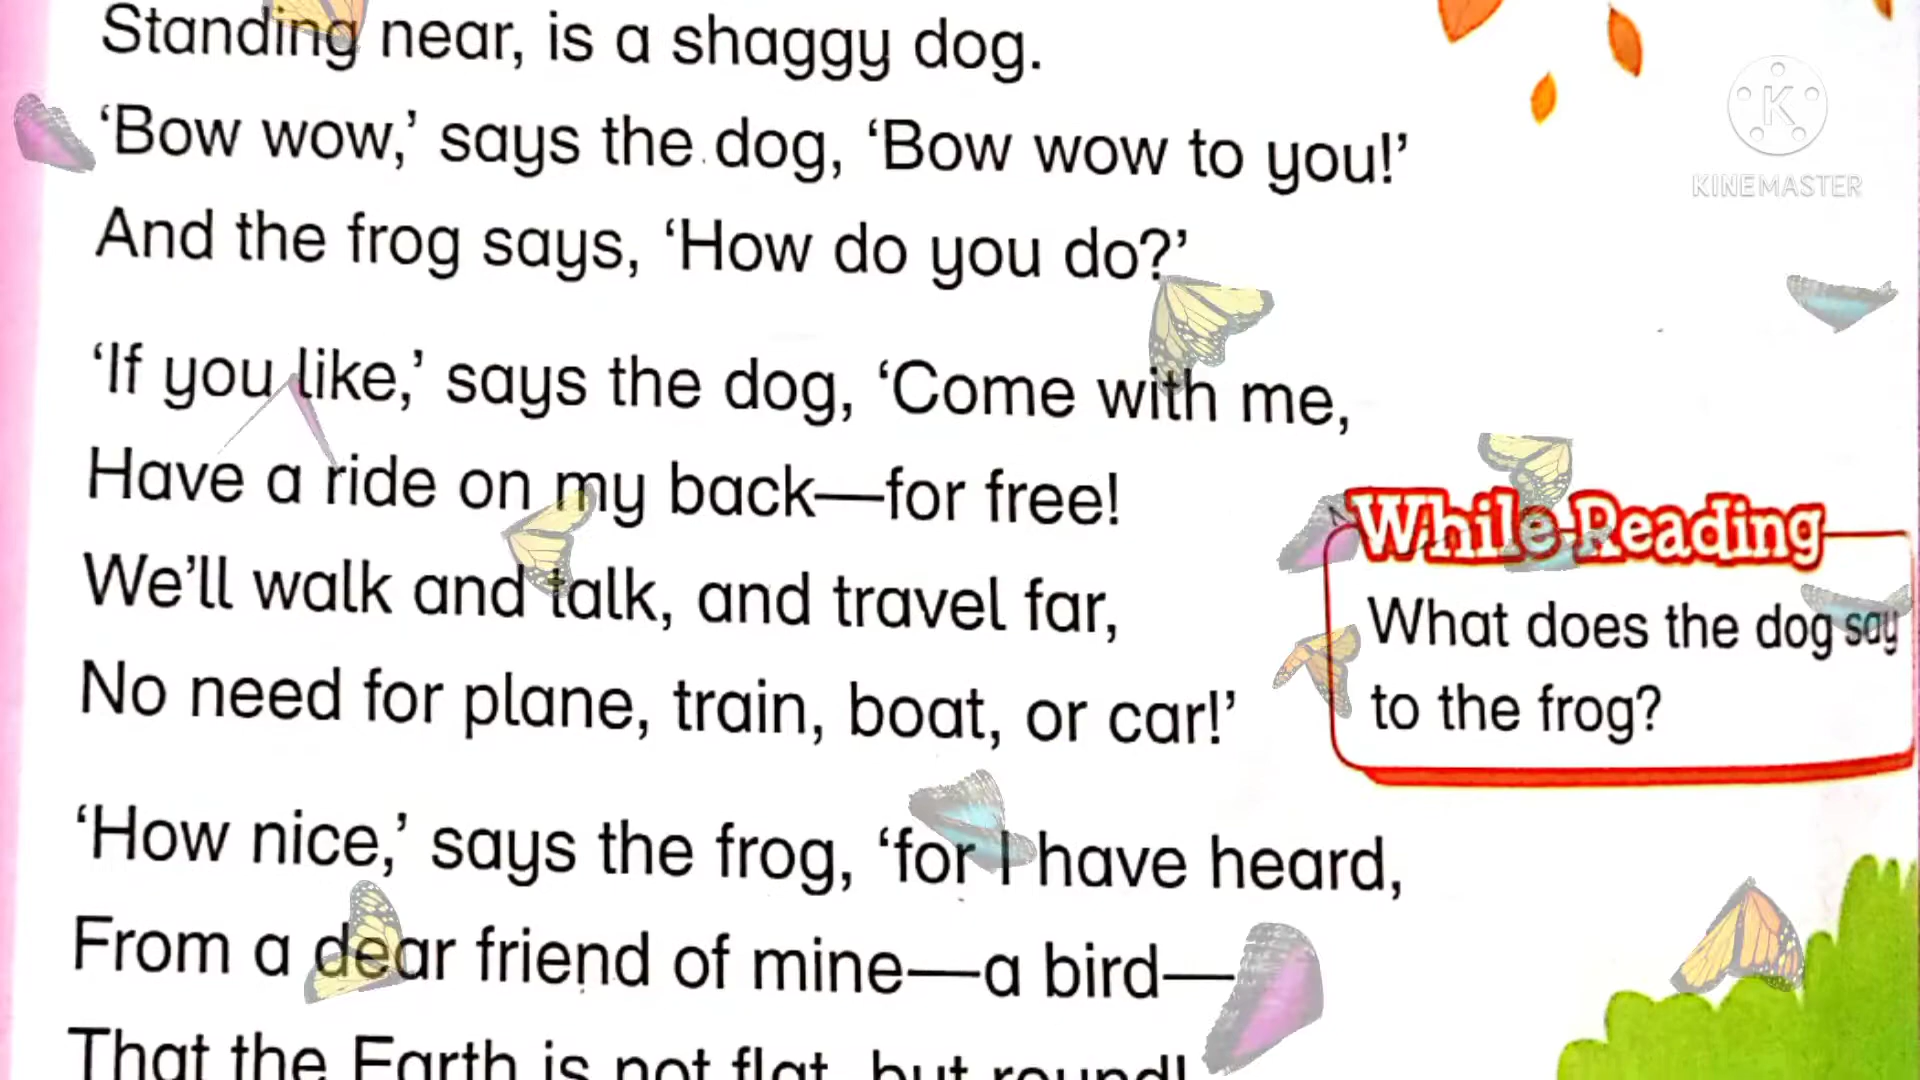 Standing near, is a shaggy dog.
‘Bow wow,’ says the dog, ‘Bow wow to you!’
And the frog says, ‘How do you do?’
‘If you like,’ says the dog, ‘Come with me,
Have a ride on my back—for free!
We’ll walk and talk, and travel far,
No need for plane, train, boat, or car!’
‘How nice,’ says the frog, ‘for I have heard,
From a dear friend of mine—a bird—
That the Earth is not flat, but round!
While Reading
What does the dog say
to the frog?
KINEMASTER